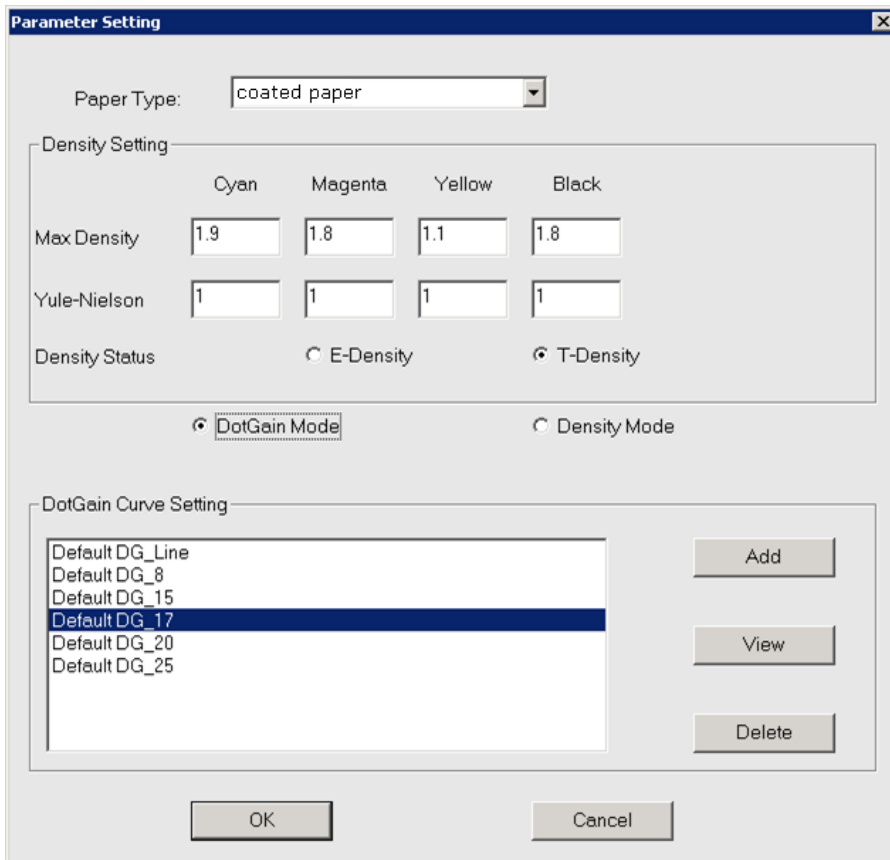 Parameter Setting
Paper Type: coated paper
Density Setting
Cyan Magenta Yellow Black
Max Density 1.9 1.8 1.1 1.8
Yule-Nielson 1 1 1 1
Density Status E-Density T-Density
DotGain Mode Density Mode
DotGain Curve Setting
Default DG_Line
Default DG_8
Default DG_15
Default DG_17
Default DG_20
Default DG_25
Add
View
Delete
OK Cancel